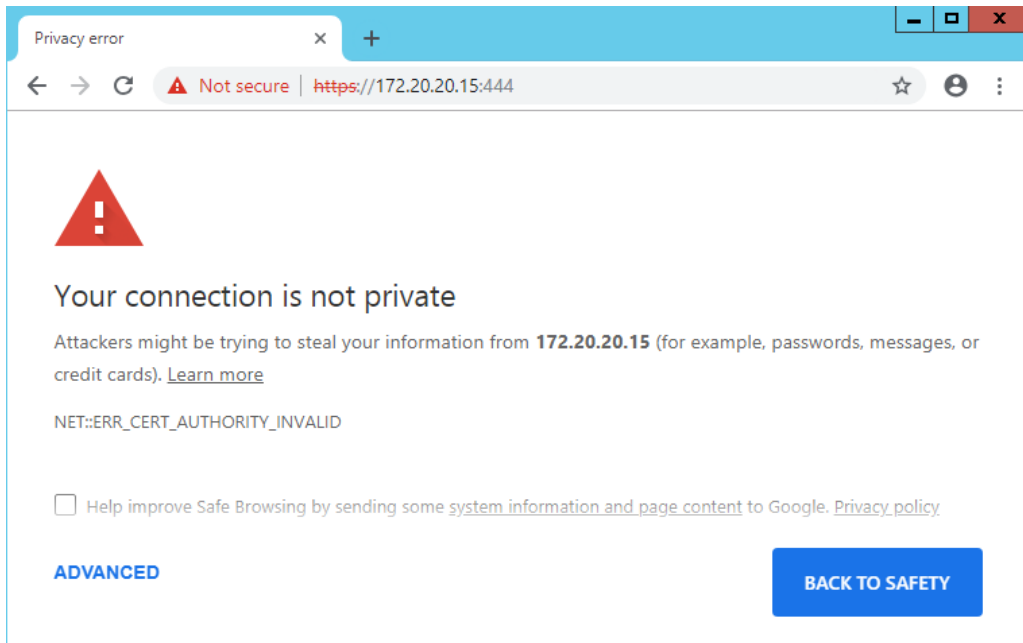 Privacy error
Not secure https://172.20.20.15:444
Your connection is not private
Attackers might be trying to steal your information from 172.20.20.15 (for example, passwords, messages, or
credit cards). Learn more
NET::ERR_CERT_AUTHORITY_INVALID
Help improve Safe Browsing by sending some system information and page content to Google. Privacy policy
ADVANCED
BACK TO SAFETY